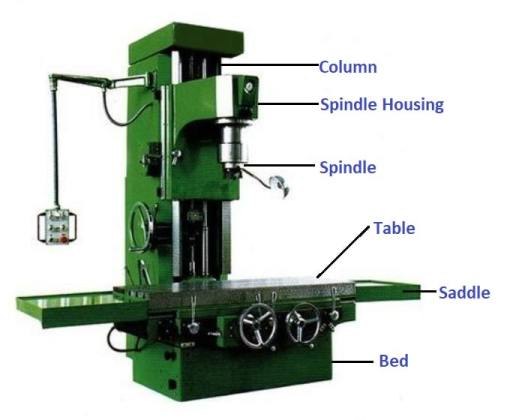 Column
Spindle Housing
Spindle
Table
Saddle
Bed